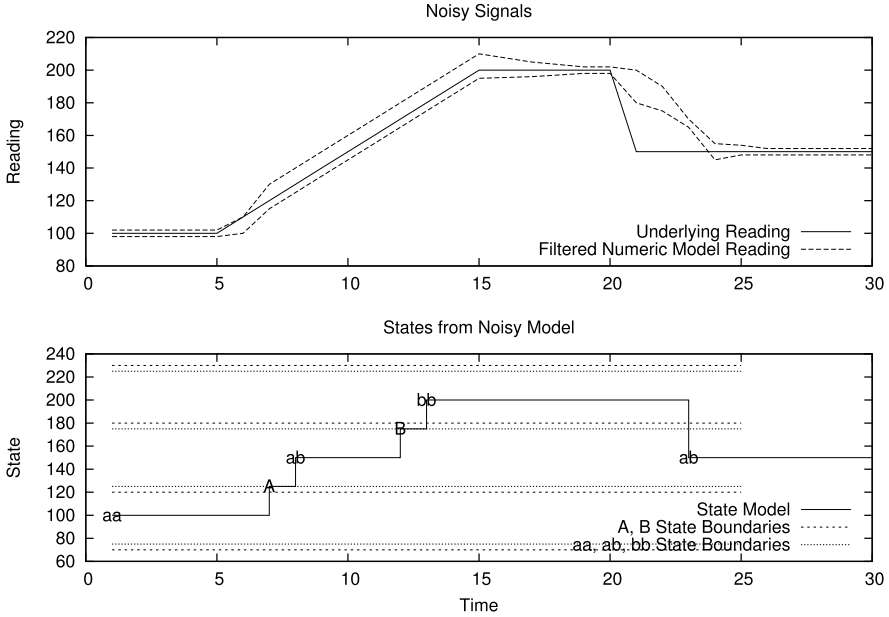 Noisy Signals
220
200
180
160
140
120
100
80
Reading
Underlying Reading
Filtered Numeric Model Reading
0 5 10 15 20 25 30
States from Noisy Model
240
220
200
180
160
140
120
100
80
60
State
bb
B
ab ab
A
aa
State Model
A, B State Boundaries
aa, ab, bb State Boundaries
0 5 10 15 20 25 30
Time